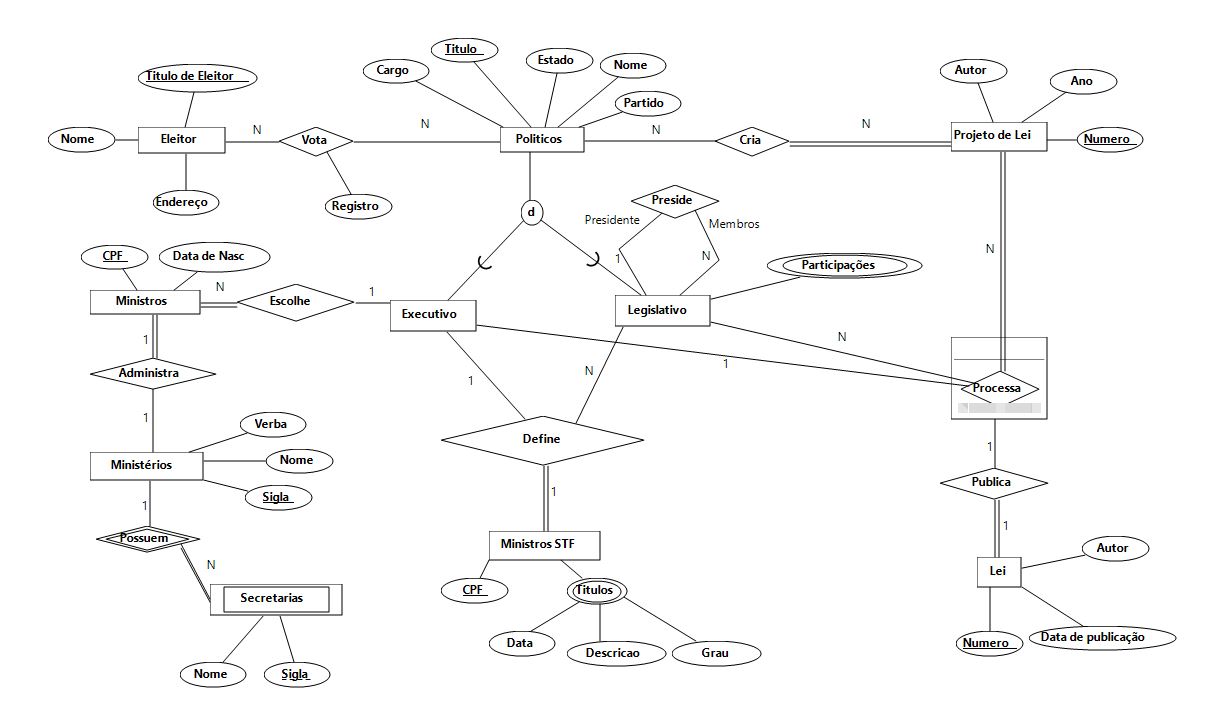 Titulo
Estado
Nome
Cargo
Partido
Titulo de Eleitor
Autor
Ano
Nome
Eleitor
N
Vota
N
Politicos
N
Cria
N
Projeto de Lei
Numero
Endereço
Registro
d
Preside
Presidente
Membros
1
N
N
CPF
Data de Nasc
Participações
Ministros
N
Escolhe
1
Executivo
Legislativo
1
Administra
1
1
N
N
1
Processa
Define
1
Verba
Ministérios
Nome
Sigla
1
Possuem
N
Secretarias
Nome
Sigla
1
Ministros STF
CPF
Titulos
Data
Descricao
Grau
1
Publica
1
Lei
Autor
Numero
Data de publicação